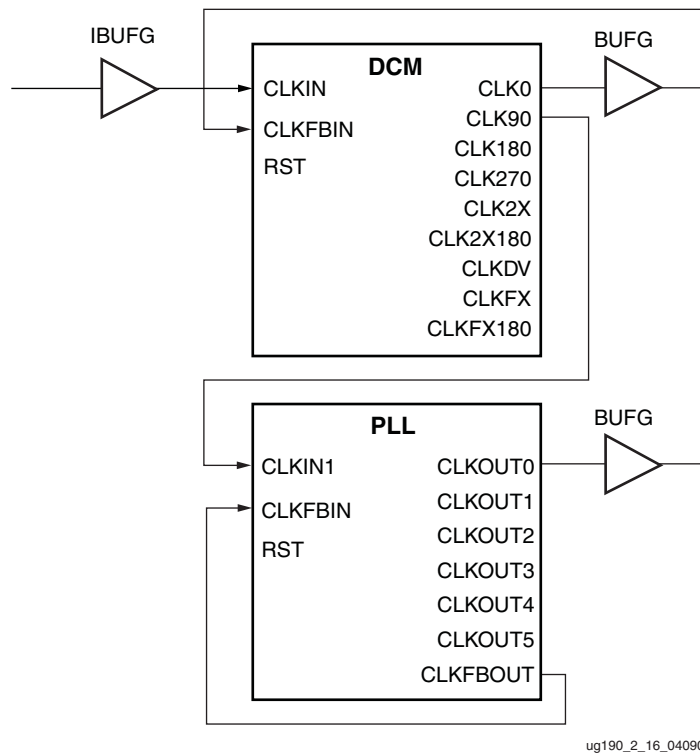 IBUFG
BUFG
DCM
CLKIN
CLK0
CLKFBIN
CLK90
RST
CLK180
CLK270
CLK2X
CLK2X180
CLKDV
CLKFX
CLKFX180
PLL
BUFG
CLKIN1
CLKOUT0
CLKFBIN
CLKOUT1
RST
CLKOUT2
CLKOUT3
CLKOUT4
CLKOUT5
CLKFBOUT
ug190_2_16_04090